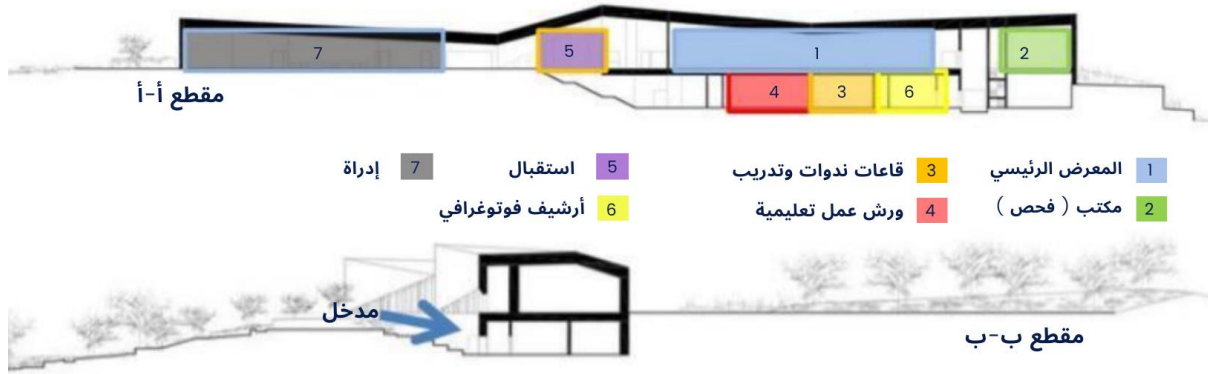 7
5
1
2
4
3
6
مقطع أ-أ
1 المعرض الرئيسي
3 قاعات ندوات وتدريب
5 استقبال
7 إدراة
2 مكتب ( فحص )
4 ورش عمل تعليمية
6 أرشيف فوتوغرافي
مدخل
مقطع ب-ب